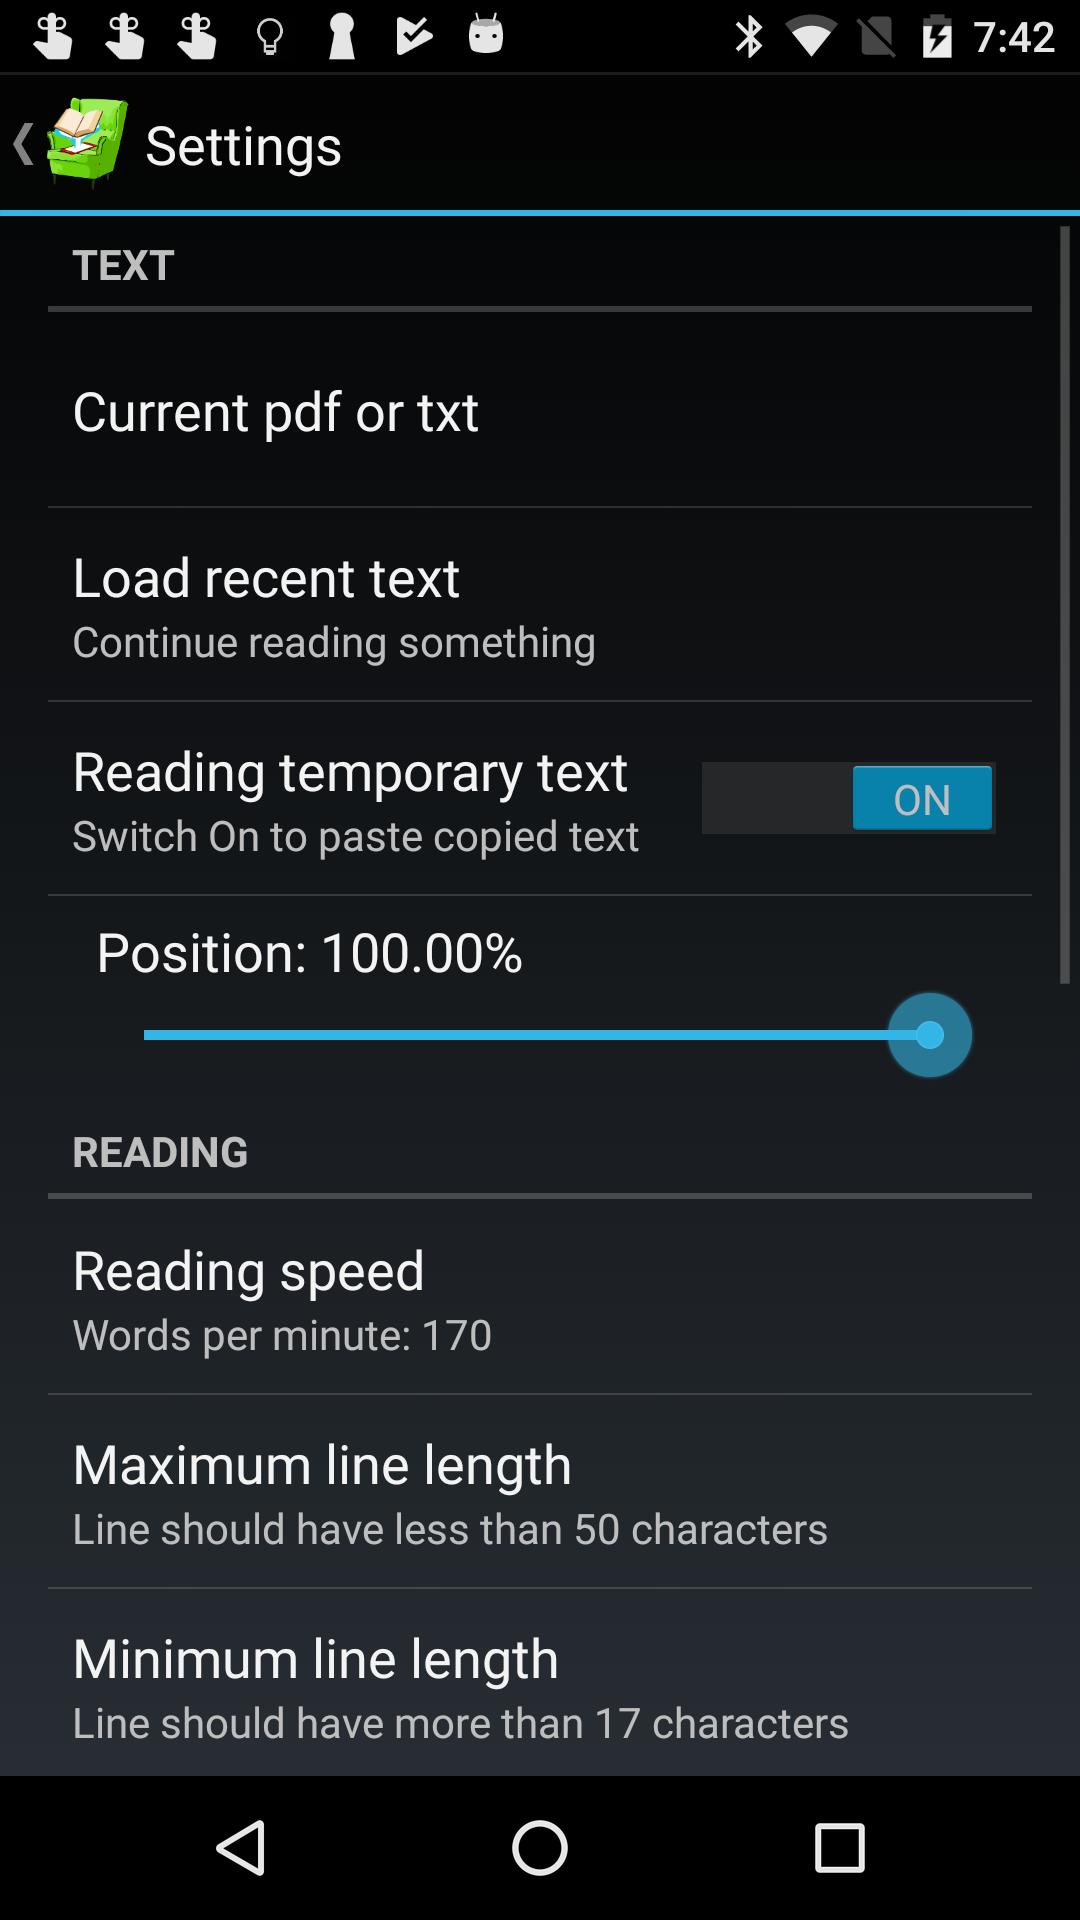 7:42
Settings
TEXT
Current pdf or txt
Load recent text
Continue reading something
Reading temporary text
ON
Switch On to paste copied text
Position: 100.00%
READING
Reading speed
Words per minute: 170
Maximum line length
Line should have less than 50 characters
Minimum line length
Line should have more than 17 characters